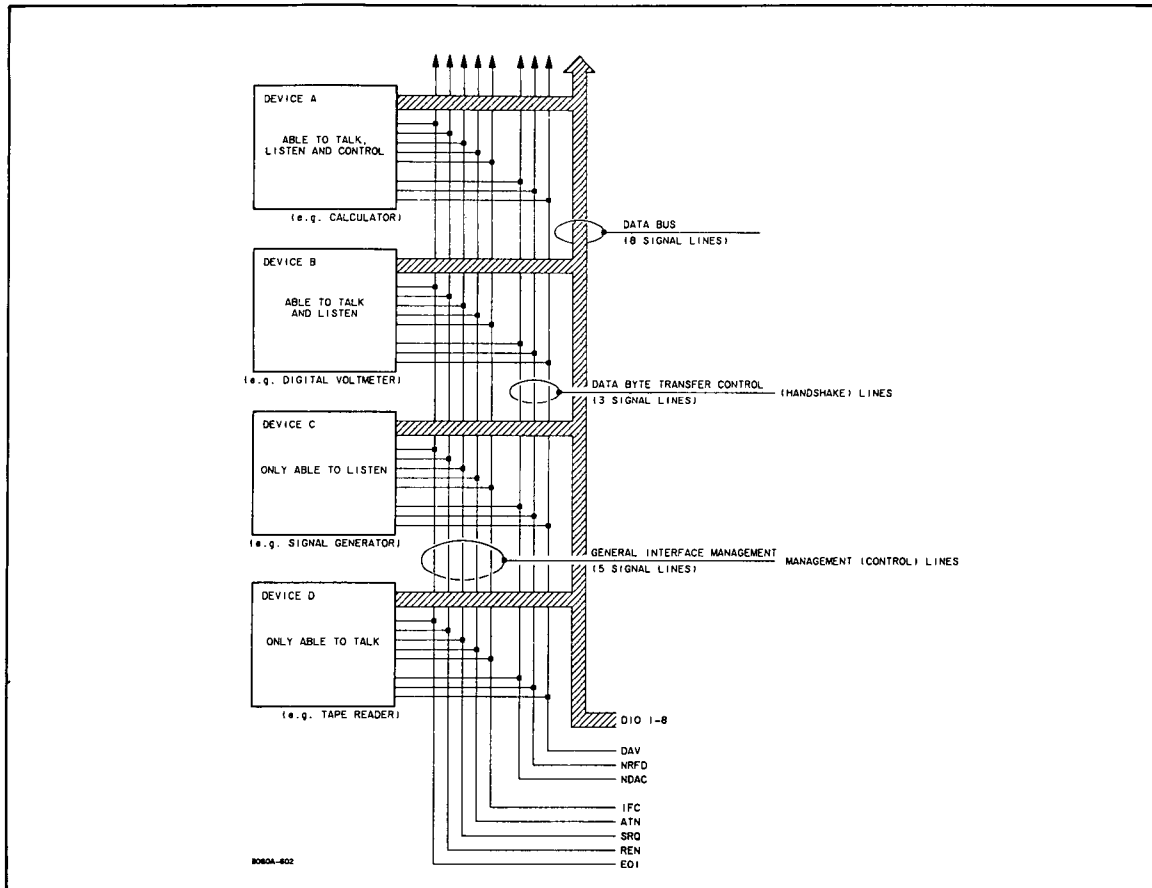 DEVICE A
ABLE TO TALK,
LISTEN AND CONTROL
(e.g. CALCULATOR)
DATA BUS
(8 SIGNAL LINES)
DEVICE B
ABLE TO TALK
AND LISTEN
(e.g. DIGITAL VOLTMETER)
DATA BYTE TRANSFER CONTROL
(HANDSHAKE) LINES
(3 SIGNAL LINES)
DEVICE C
ONLY ABLE TO LISTEN
(e.g. SIGNAL GENERATOR)
GENERAL INTERFACE MANAGEMENT
MANAGEMENT (CONTROL) LINES
(5 SIGNAL LINES)
DEVICE D
ONLY ABLE TO TALK
(e.g. TAPE READER)
DIO 1-8
DAV
NRFD
NDAC
IFC
ATN
SRQ
REN
EOI
8080A-602